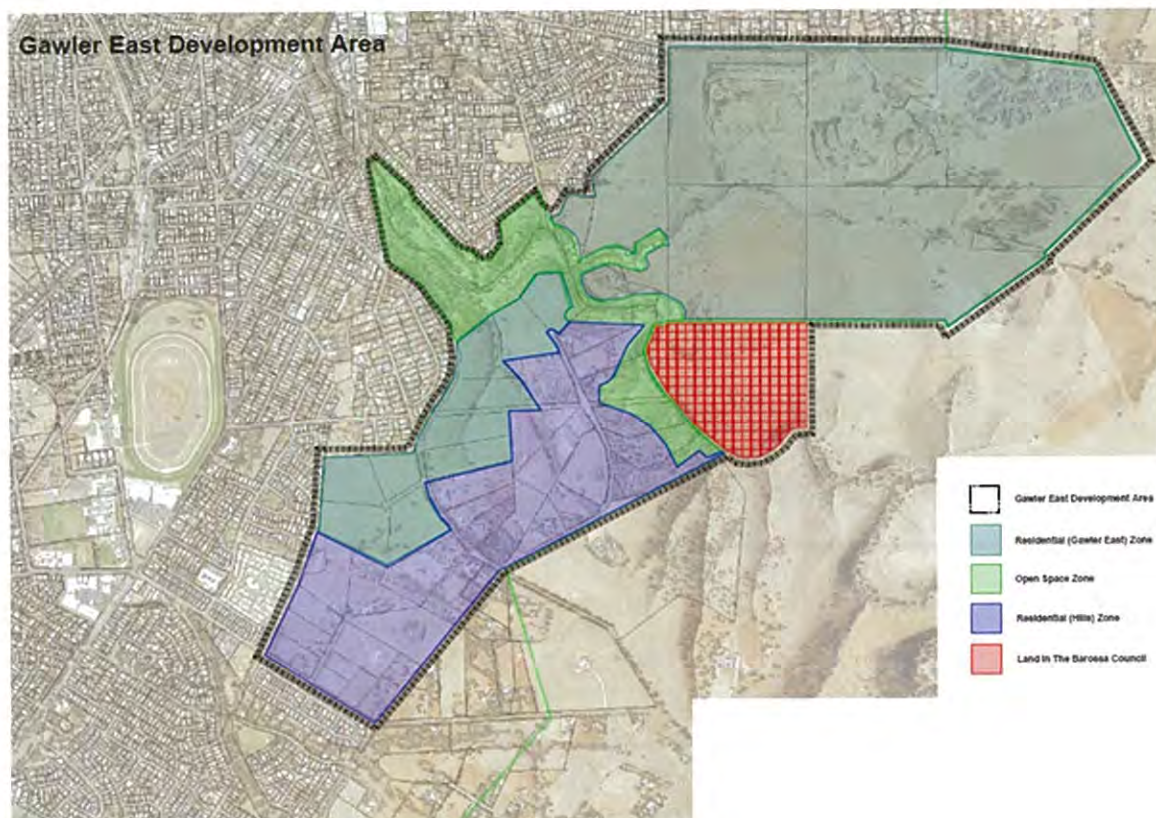 Gawler East Development Area
Gawler East Development Area
Residential (Gawler East) Zone
Open Space Zone
Residential (Hills) Zone
Land In The Barossa Council